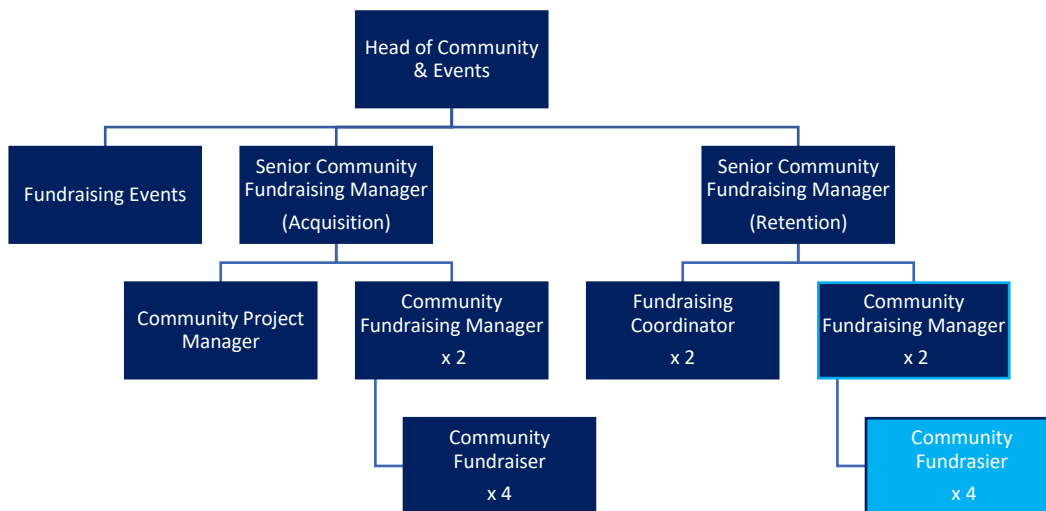 Head of Community
& Events
Fundraising Events
Senior Community
Fundraising Manager
(Acquisition)
Senior Community
Fundraising Manager
(Retention)
Community Project
Manager
Community
Fundraising Manager
x 2
Fundraising
Coordinator
x 2
Community
Fundraising Manager
x 2
Community
Fundraiser
x 4
Community
Fundrasier
x 4